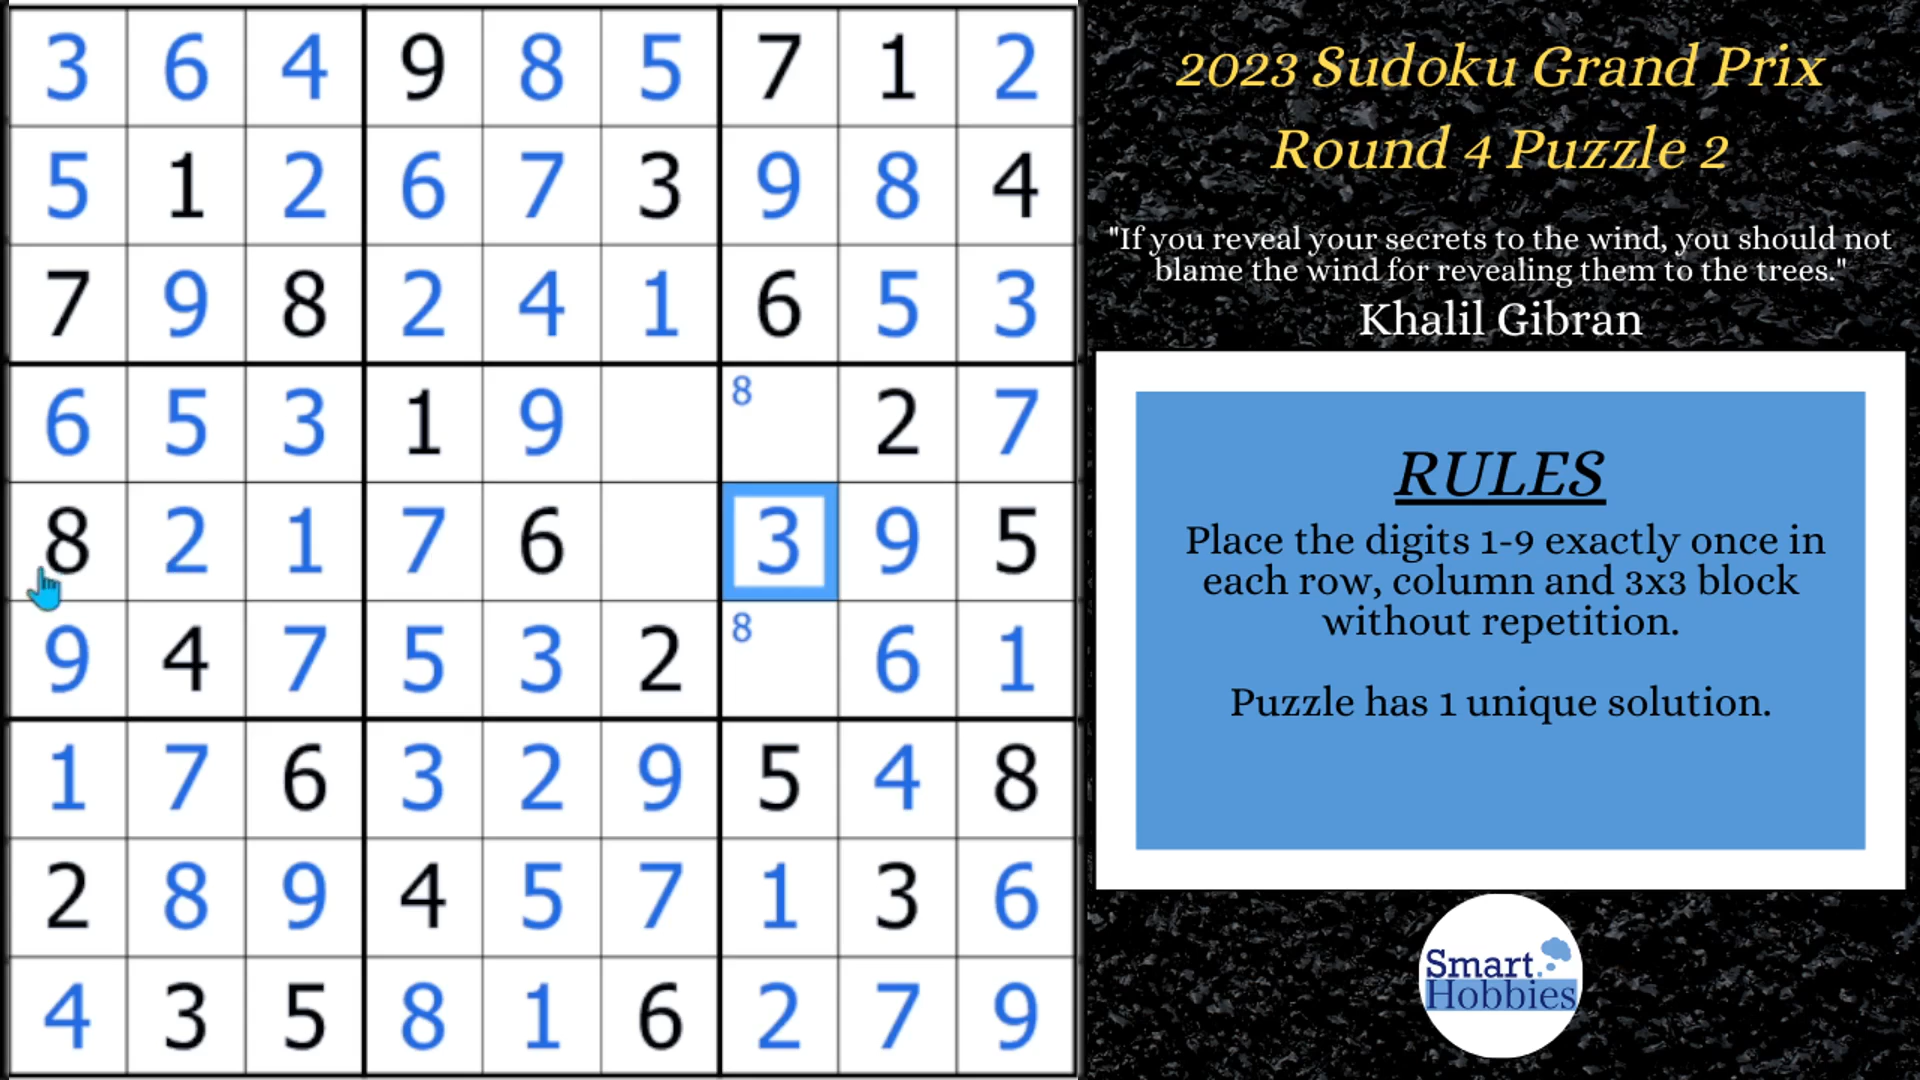 3 6 4 9 8 5 7 1 2
5 1 2 6 7 3 9 8 4
7 9 8 2 4 1 6 5 3
6 5 3 1 9 8 2 7
8 2 1 7 6 3 9 5
9 4 7 5 3 2 8 6 1
1 7 6 3 2 9 5 4 8
2 8 9 4 5 7 1 3 6
4 3 5 8 1 6 2 7 9
2023 Sudoku Grand Prix
Round 4 Puzzle 2
"If you reveal your secrets to the wind, you should not
blame the wind for revealing them to the trees."
Khalil Gibran
RULES
Place the digits 1-9 exactly once in
each row, column and 3x3 block
without repetition.
Puzzle has 1 unique solution.
Smart
Hobbies